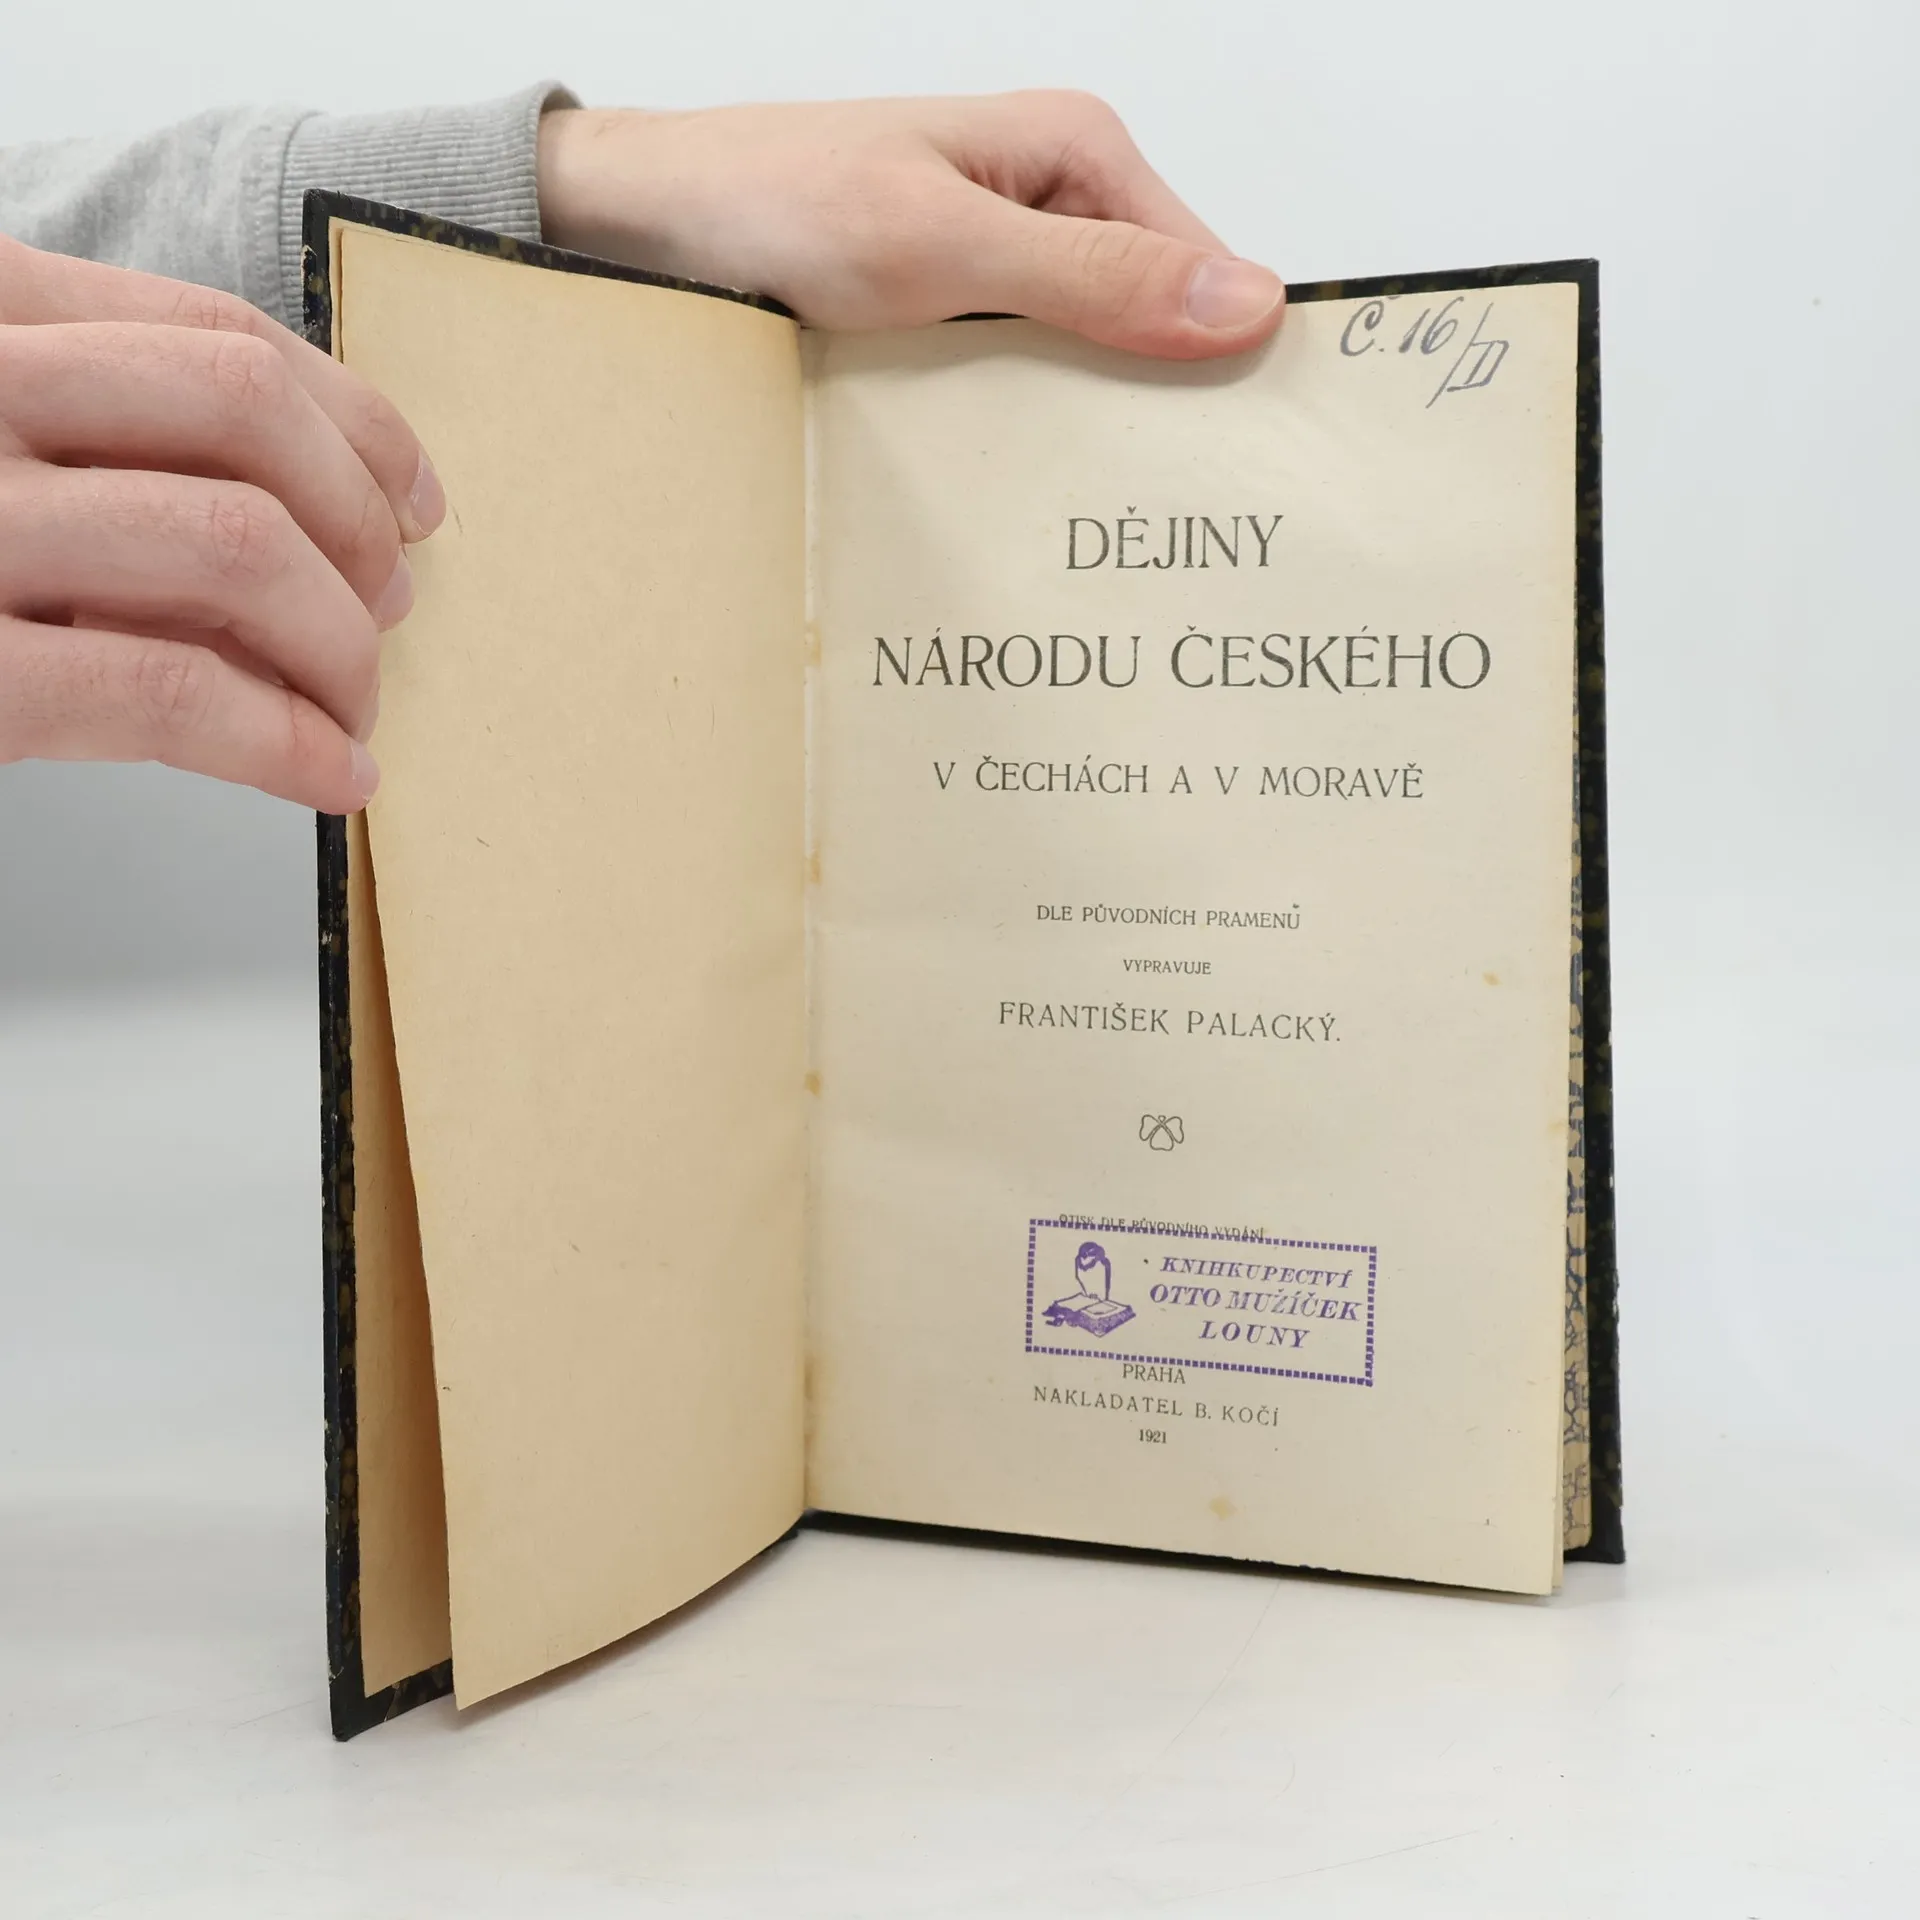 Č. 16/II
DĚJINY
NÁRODU ČESKÉHO
V ČECHÁCH A V MORAVĚ
DLE PŮVODNÍCH PRAMENŮ
VYPRAVUJE
FRANTIŠEK PALACKÝ.
OTISK DLE PŮVODNÍHO VYDÁNÍ
KNIHKUPECTVÍ
OTTO MUŽÍČEK
LOUNY
PRAHA
NAKLADATEL B. KOČÍ
1921